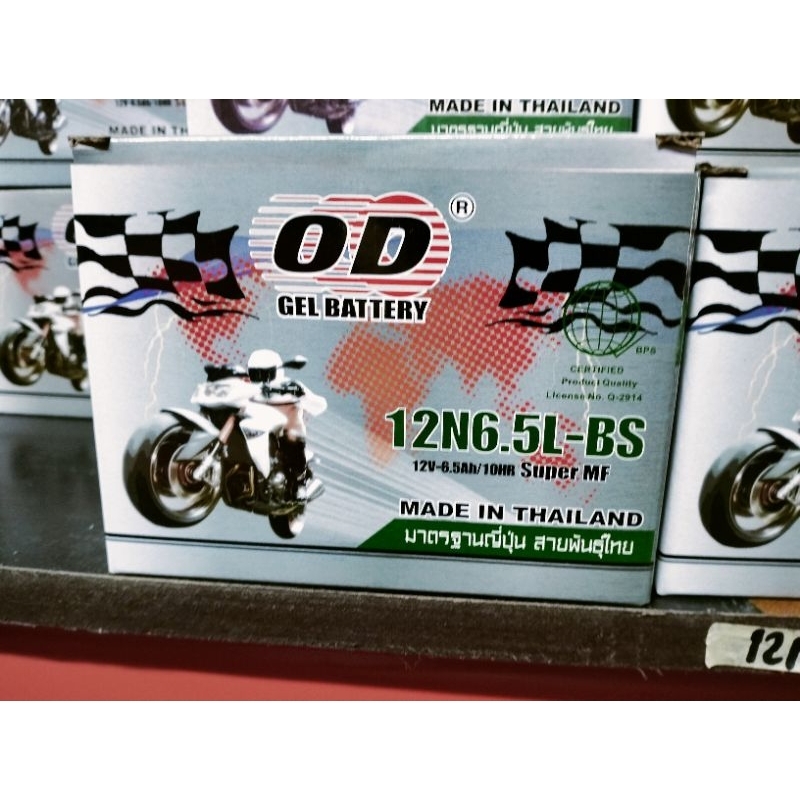 MADE IN THAILAND
มาตรฐานญี่ปุ่น สายพันธุ์ไทย
MADE IN TH
OD ®
GEL BATTERY
BPS
CERTIFIED
Product Quality
License No. Q-2914
12N6.5L-BS
12V-6.5Ah/10HR Super MF
MADE IN THAILAND
มาตรฐานญี่ปุ่น สายพันธุ์ไทย